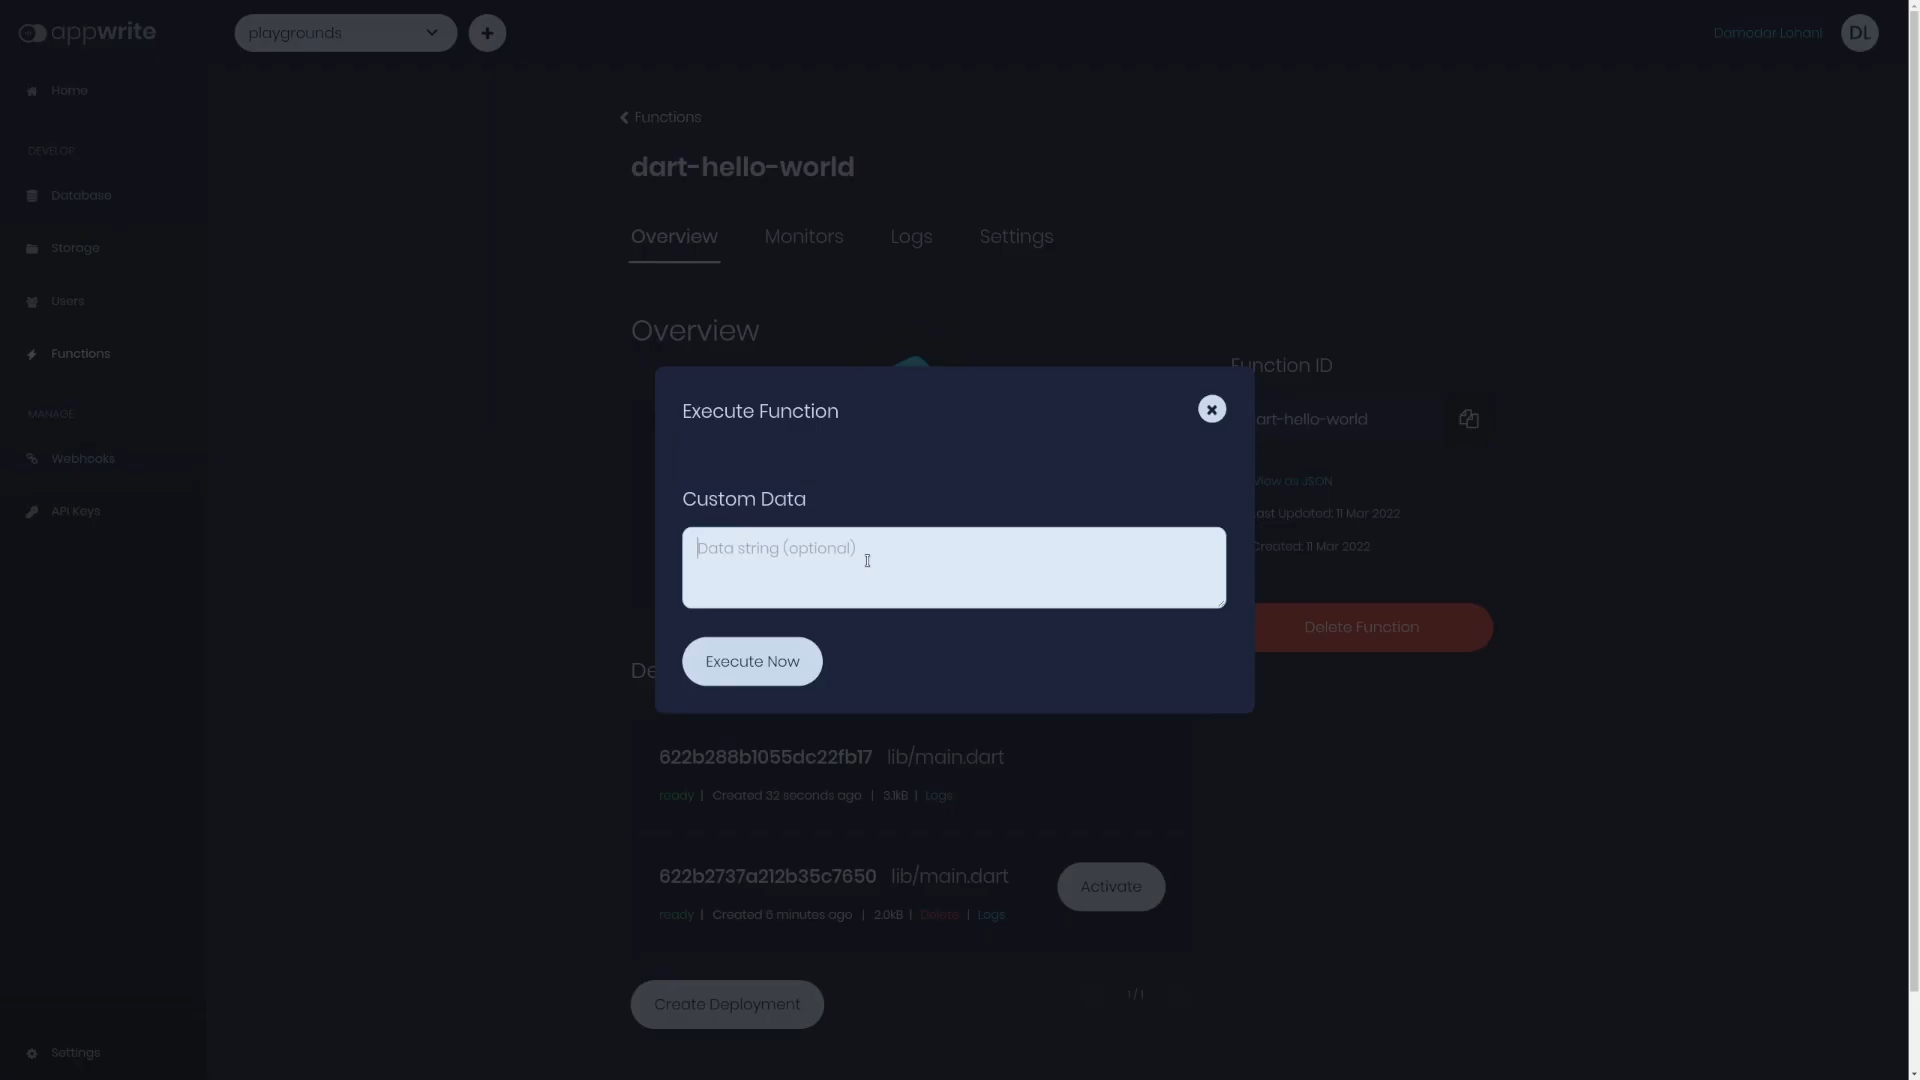 appwrite
playgrounds
Damodar Lohani
DL
Home
DEVELOP
Database
Storage
Users
Functions
MANAGE
Webhooks
API Keys
Settings
Functions
dart-hello-world
Overview Monitors Logs Settings
Overview
Function ID
art-hello-world
View as JSON
ast Updated: 11 Mar 2022
Created: 11 Mar 2022
Delete Function
Execute Function
Custom Data
Data string (optional)
Execute Now
De
622b288b1055dc22fb17 lib/main.dart
ready | Created 32 seconds ago | 3.1kB | Logs
622b2737a212b35c7650 lib/main.dart
Activate
ready | Created 6 minutes ago | 2.0kB | Delete | Logs
Create Deployment
1 / 1